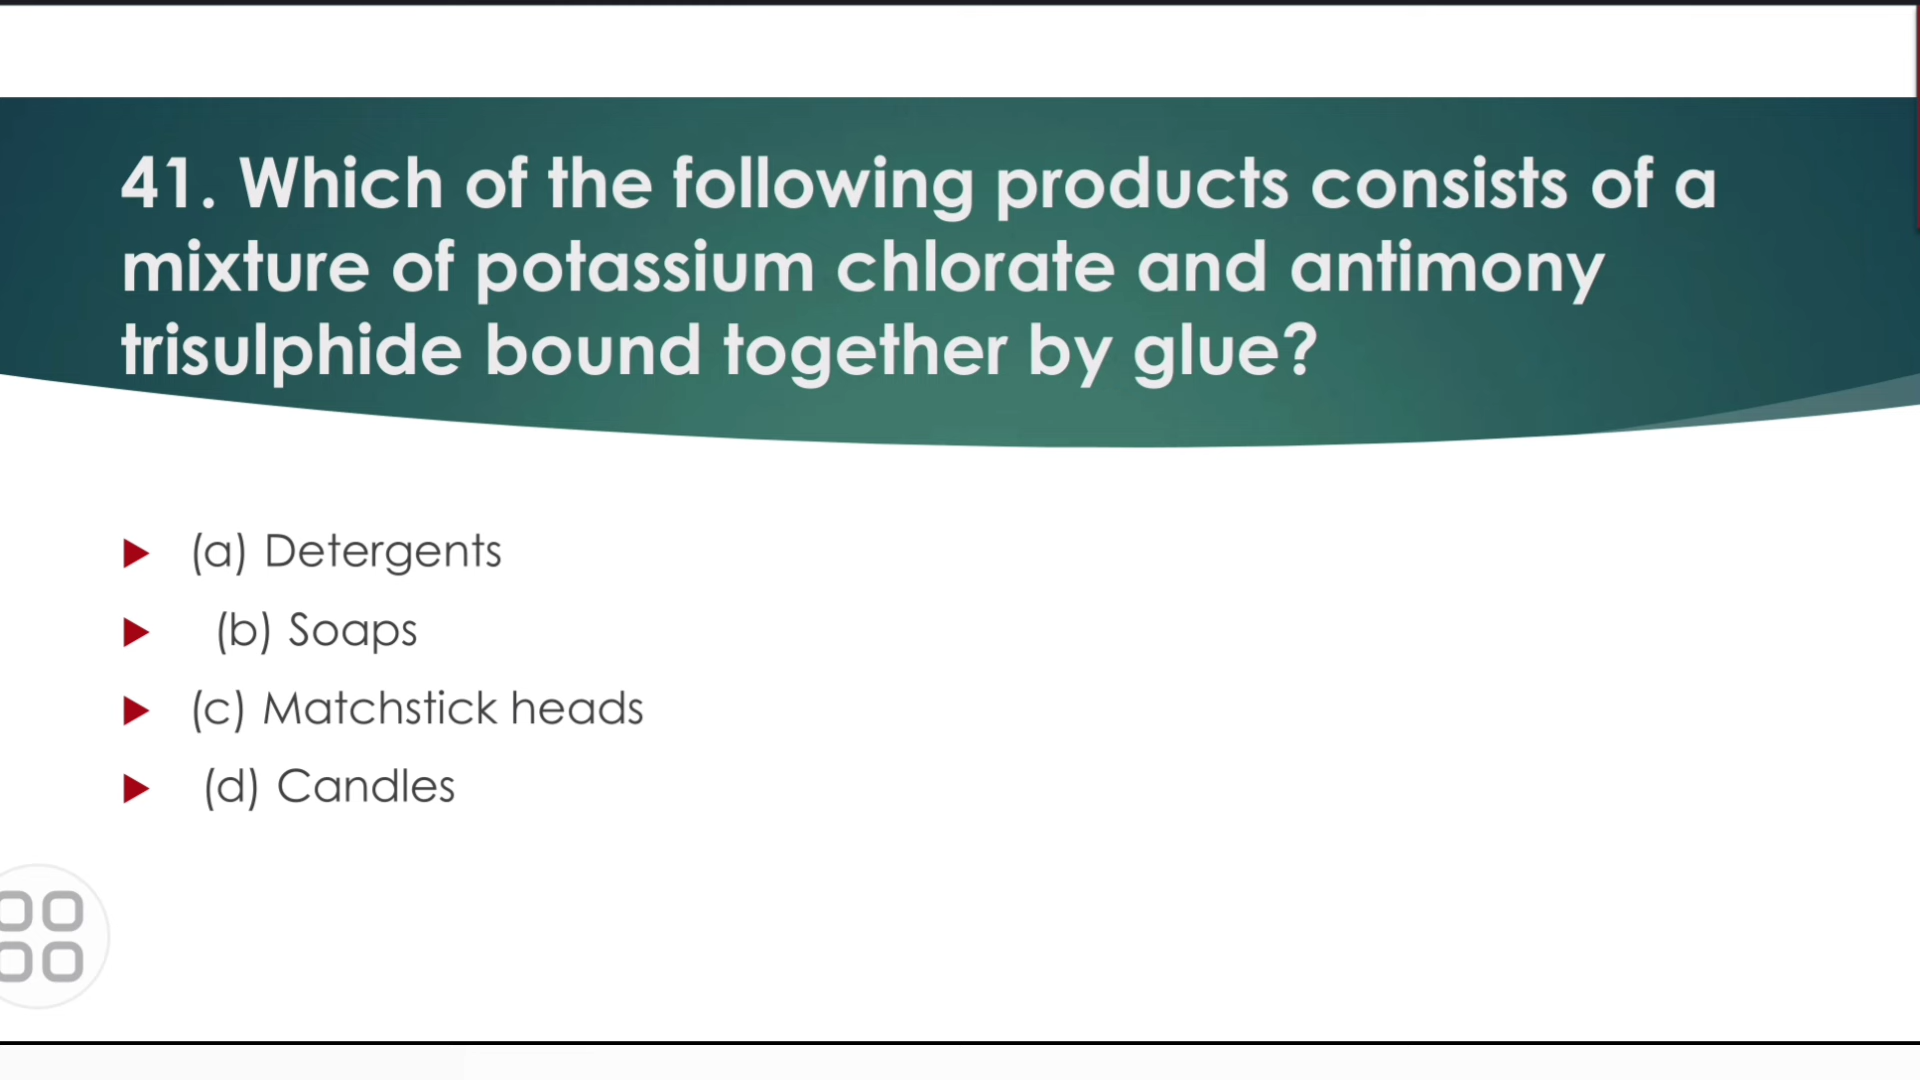 41. Which of the following products consists of a
mixture of potassium chlorate and antimony
trisulphide bound together by glue?
(a) Detergents
(b) Soaps
(c) Matchstick heads
(d) Candles